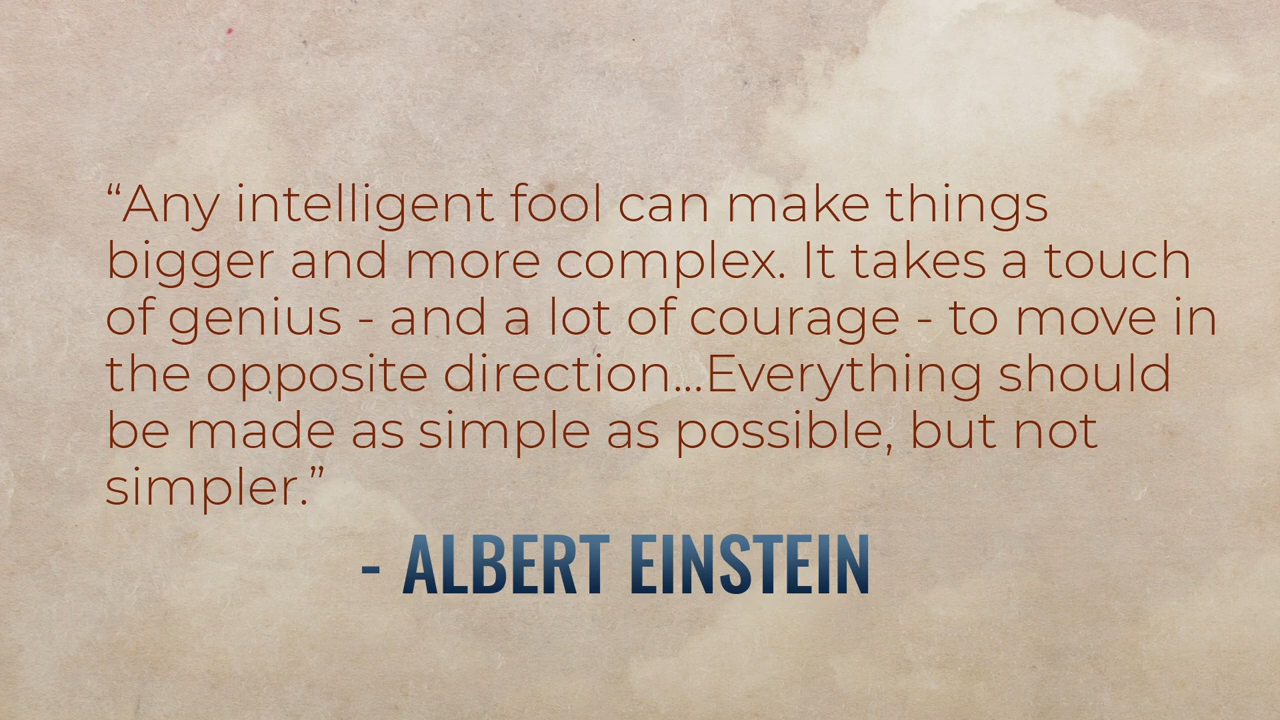 “Any intelligent fool can make things
bigger and more complex. It takes a touch
of genius - and a lot of courage - to move in
the opposite direction...Everything should
be made as simple as possible, but not
simpler.”
- ALBERT EINSTEIN